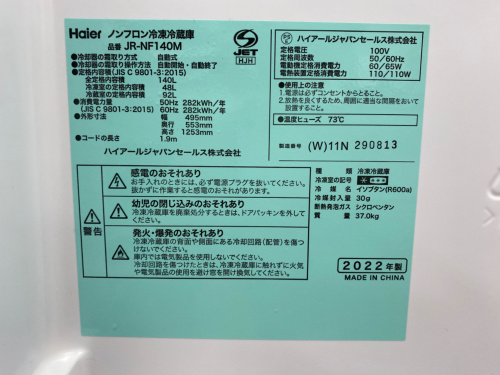 Haier ノンフロン冷凍冷蔵庫
品番 JR-NF140M
●冷却器の霜取り方式 自動式
●冷却器の霜取り操作方法 自動開始・自動終了
●定格内容積(JIS C 9801-3:2015)
全定格内容積 140L
冷凍室の定格内容積 48L
冷蔵室の定格内容積 92L
●消費電力量 50Hz 282kWh/年
(JIS C 9801-3:2015) 60Hz 282kWh/年
●外形寸法 幅 495mm
奥行 553mm
高さ 1253mm
●コードの長さ 1.9m
ハイアールジャパンセールス株式会社
S JET
HJH
ハイアールジャパンセールス株式会社
定格電圧 100V
定格周波数 50/60Hz
電動機定格消費電力 60/65W
電熱装置定格消費電力 110/110W
●使用上の注意
1.電源は必ずコンセントからとること。
2.放熱を良くするため、周囲に適当な間隔をおいて
設置すること。
●温度ヒューズ 73℃
製造番号 (W)11N 290813
種類 冷凍冷蔵庫
冷凍室の記号
冷媒 イソブタン(R600a)
冷媒封入量 30g
断熱発泡ガス シクロペンタン
質量 37.0kg
警告
感電のおそれあり
お手入れのときには、必ず電源プラグを抜いてください。
抜かずに作業すると感電することがあります。
幼児の閉じ込みのおそれあり
冷凍冷蔵庫を廃棄処分するときは、ドアパッキンを外してください。
発火・爆発のおそれあり
冷凍冷蔵庫の背面や側面にある冷却回路(配管)を傷つ
けないでください。
庫内では電気製品を使用しないでください。
冷却回路を傷つけたときは、冷凍冷蔵庫に触れずに火気
や電気製品の使用を避け窓を開け換気してください。
2022年製
MADE IN CHINA